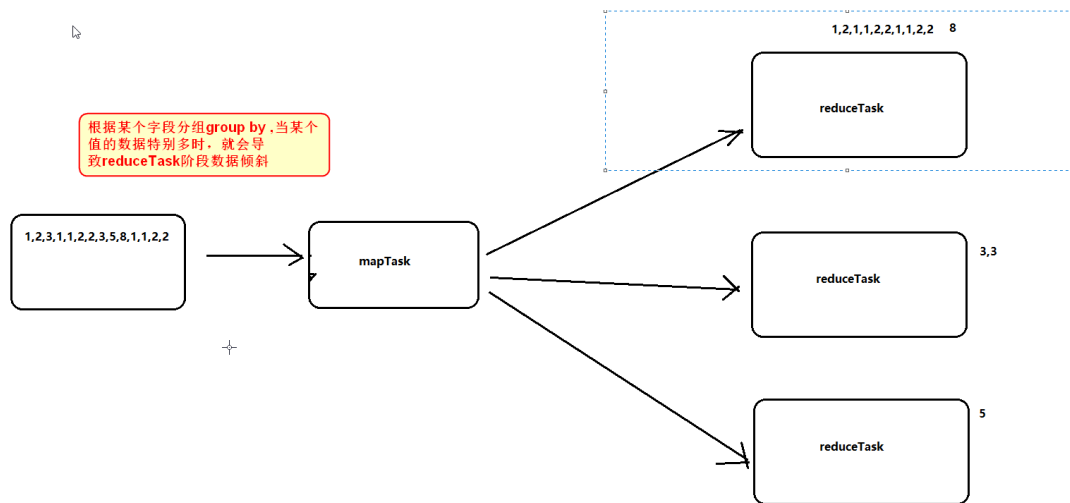 1,2,1,1,2,2,1,1,2,2 8
reduceTask
根据某个字段分组group by ,当某个
值的数据特别多时，就会导
致reduceTask阶段数据倾斜
1,2,3,1,1,2,2,3,5,8,1,1,2,2
mapTask
3,3
reduceTask
5
reduceTask